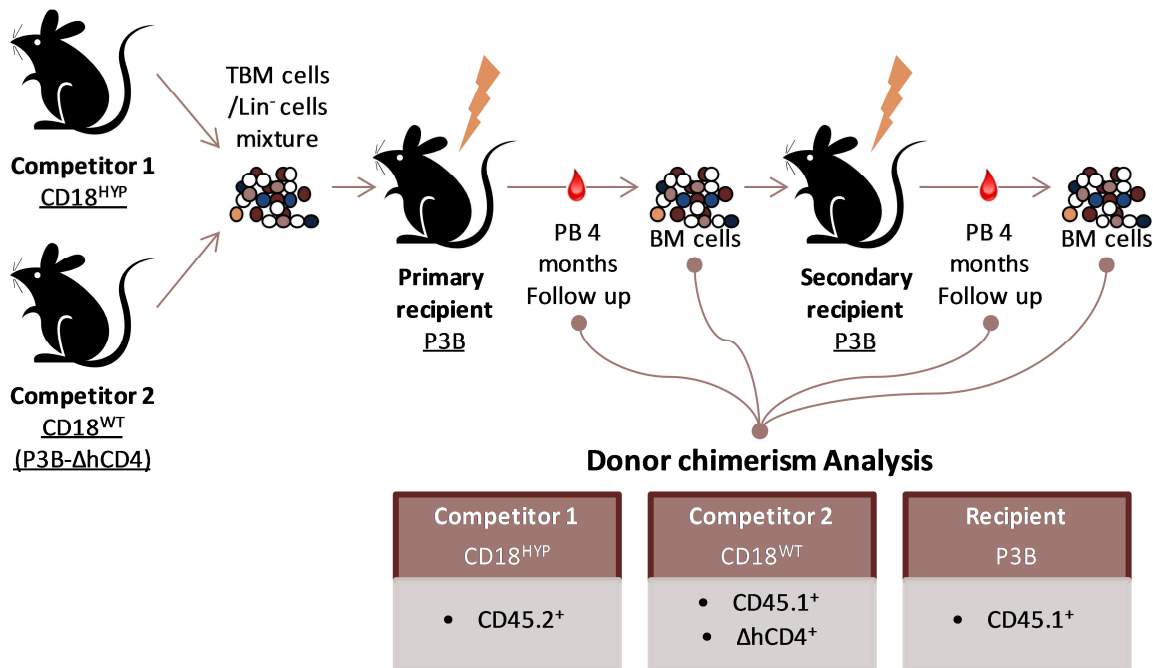 TBM cells
/Lin⁻ cells
mixture
Competitor 1
CD18ᴴʸᴾ
Competitor 2
CD18ᵂᵀ
(P3B-ΔhCD4)
Primary
recipient
P3B
PB 4
months
Follow up
BM cells
Secondary
recipient
P3B
PB 4
months
Follow up
BM cells
Donor chimerism Analysis
Competitor 1
CD18ᴴʸᴾ
• CD45.2⁺
Competitor 2
CD18ᵂᵀ
• CD45.1⁺
• ΔhCD4⁺
Recipient
P3B
• CD45.1⁺